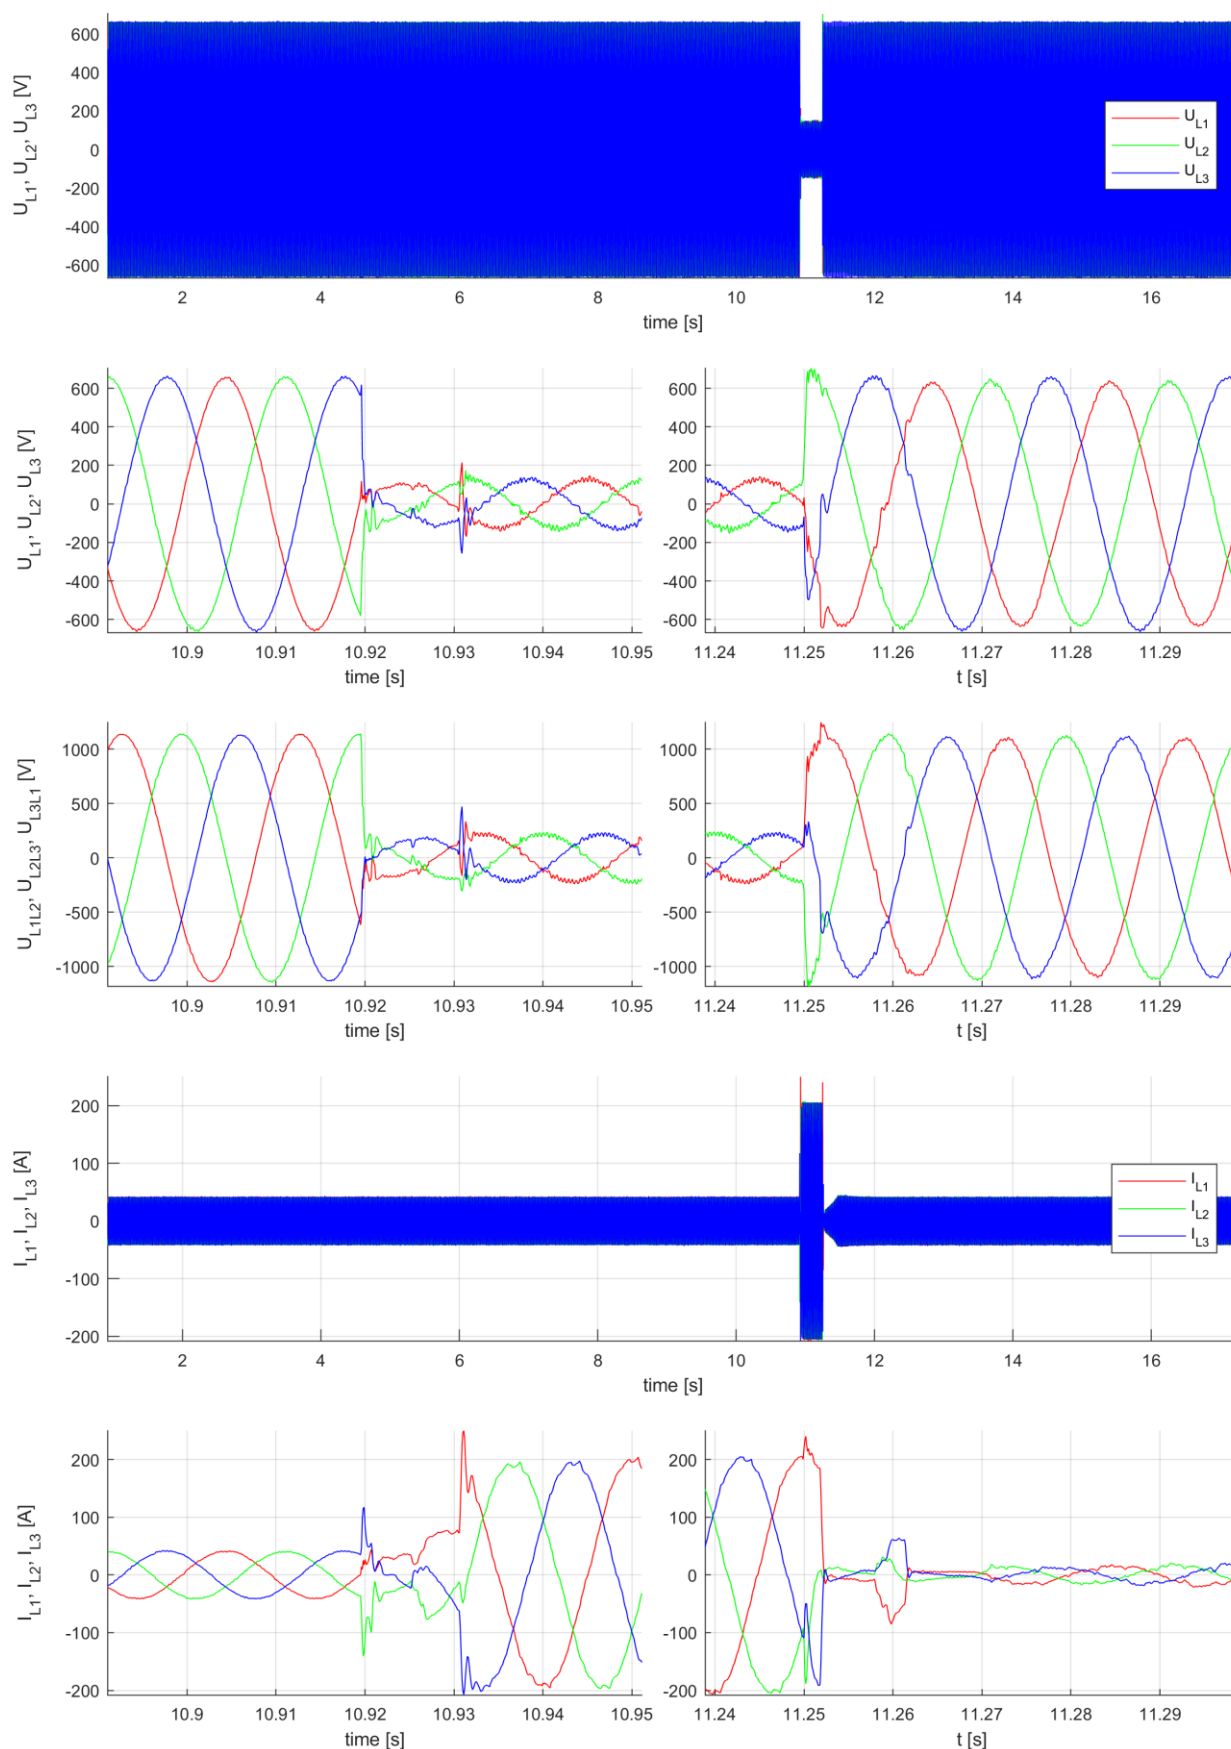 U_L1, U_L2, U_L3 [V]
600
400
200
0
-200
-400
-600
U_L1
U_L2
U_L3
2 4 6 8 10 12 14 16
time [s]
U_L1, U_L2, U_L3 [V]
600
400
200
0
-200
-400
-600
10.9 10.91 10.92 10.93 10.94 10.95
time [s]
600
400
200
0
-200
-400
-600
11.24 11.25 11.26 11.27 11.28 11.29
t [s]
U_L1L2, U_L2L3, U_L3L1 [V]
1000
500
0
-500
-1000
10.9 10.91 10.92 10.93 10.94 10.95
time [s]
1000
500
0
-500
-1000
11.24 11.25 11.26 11.27 11.28 11.29
t [s]
I_L1, I_L2, I_L3 [A]
200
100
0
-100
-200
I_L1
I_L2
I_L3
2 4 6 8 10 12 14 16
time [s]
I_L1, I_L2, I_L3 [A]
200
100
0
-100
-200
10.9 10.91 10.92 10.93 10.94 10.95
time [s]
200
100
0
-100
-200
11.24 11.25 11.26 11.27 11.28 11.29
t [s]